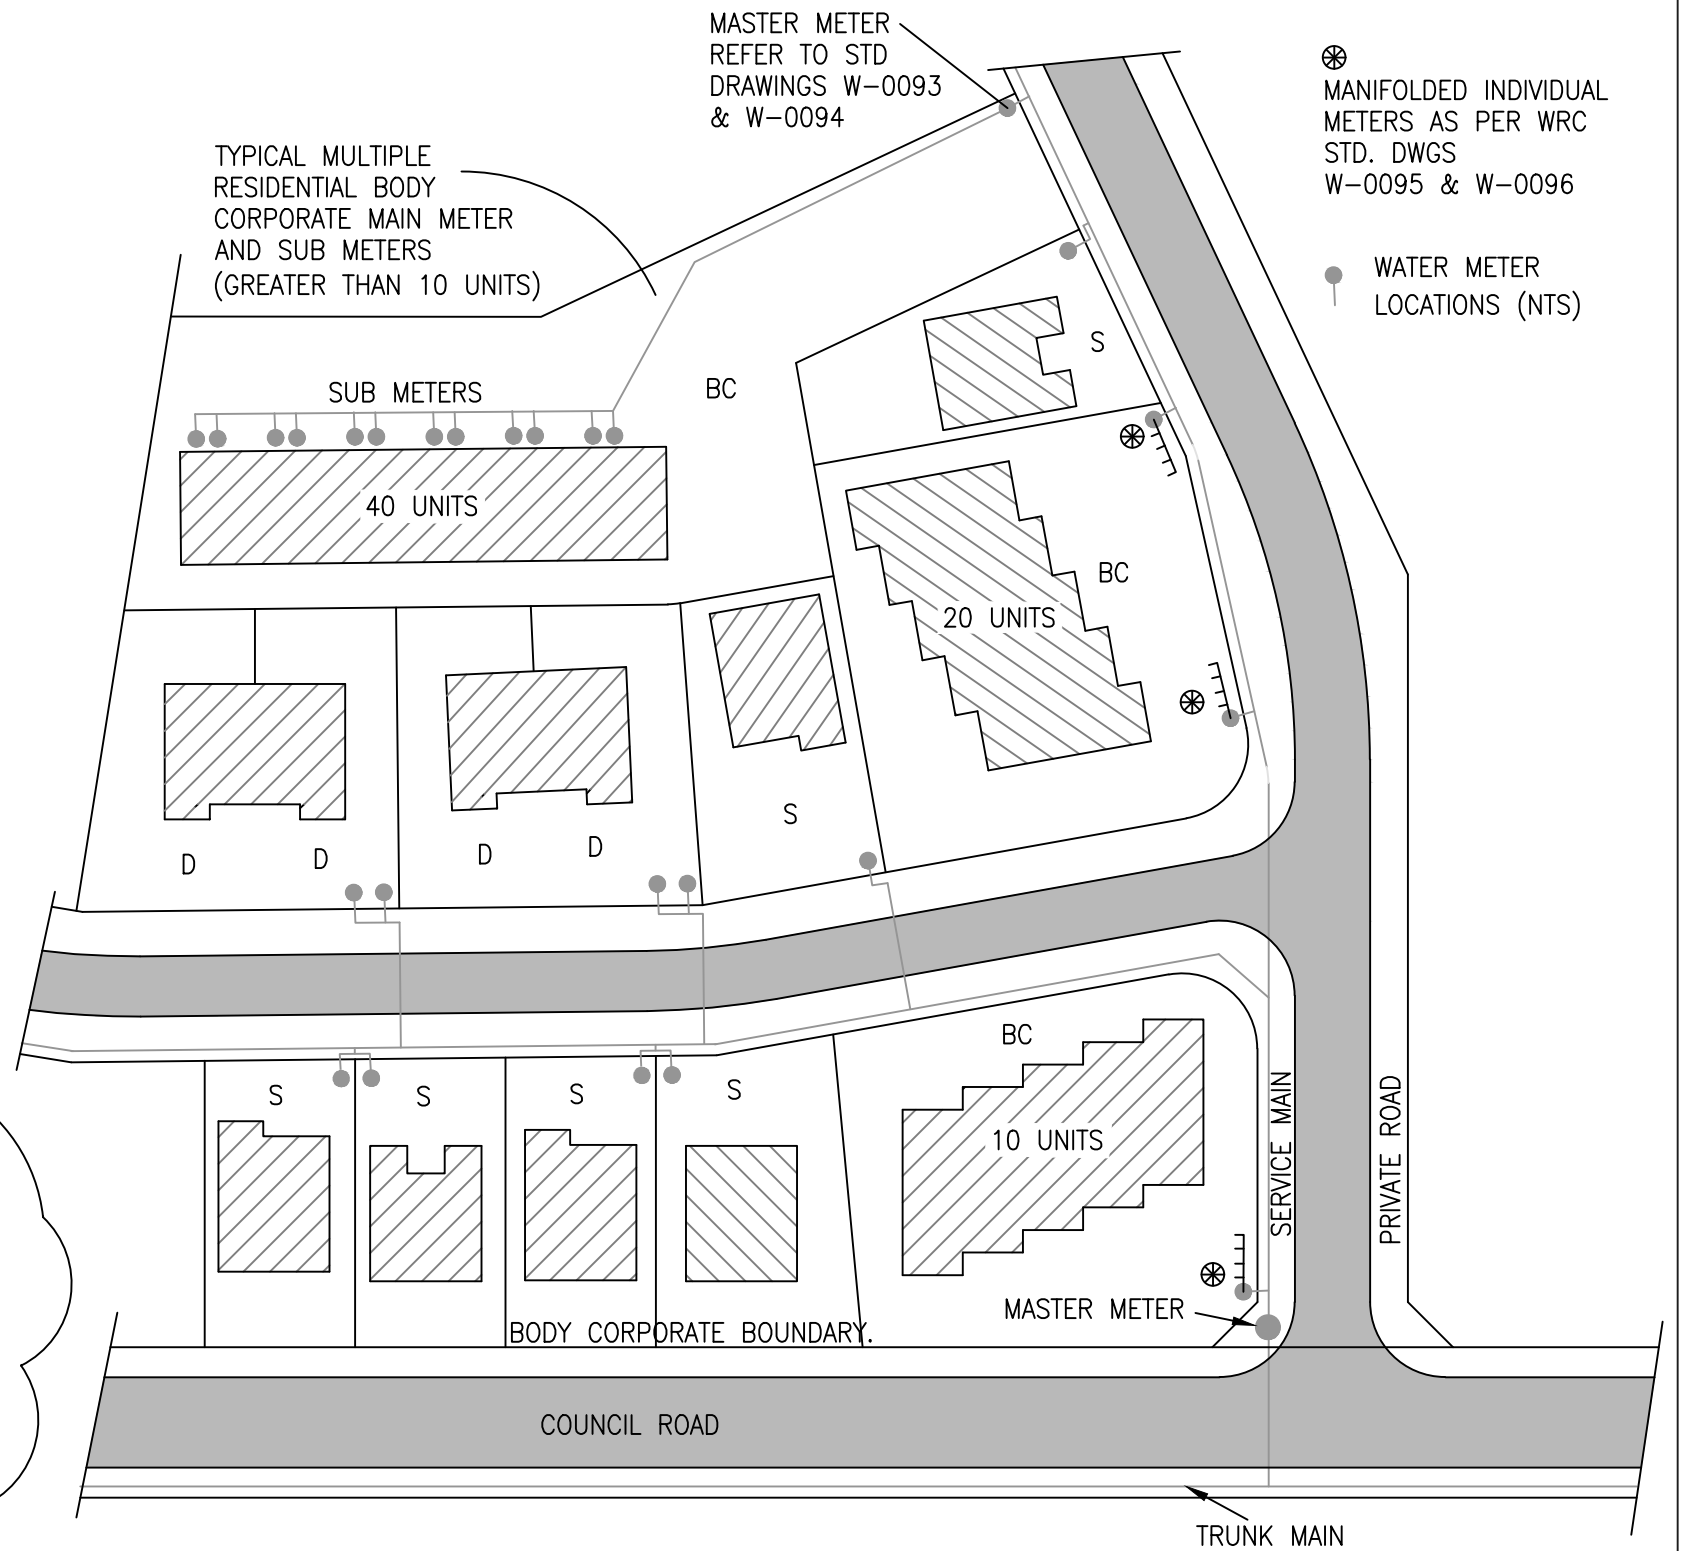 MASTER METER
REFER TO STD
DRAWINGS W-0093
& W-0094
MANIFOLDED INDIVIDUAL
METERS AS PER WRC
STD. DWGS
W-0095 & W-0096
TYPICAL MULTIPLE
RESIDENTIAL BODY
CORPORATE MAIN METER
AND SUB METERS
(GREATER THAN 10 UNITS)
WATER METER
LOCATIONS (NTS)
S
SUB METERS
BC
40 UNITS
BC
20 UNITS
S
D
D
D
D
BC
S
S
S
S
10 UNITS
SERVICE MAIN
PRIVATE ROAD
MASTER METER
BODY CORPORATE BOUNDARY.
COUNCIL ROAD
TRUNK MAIN